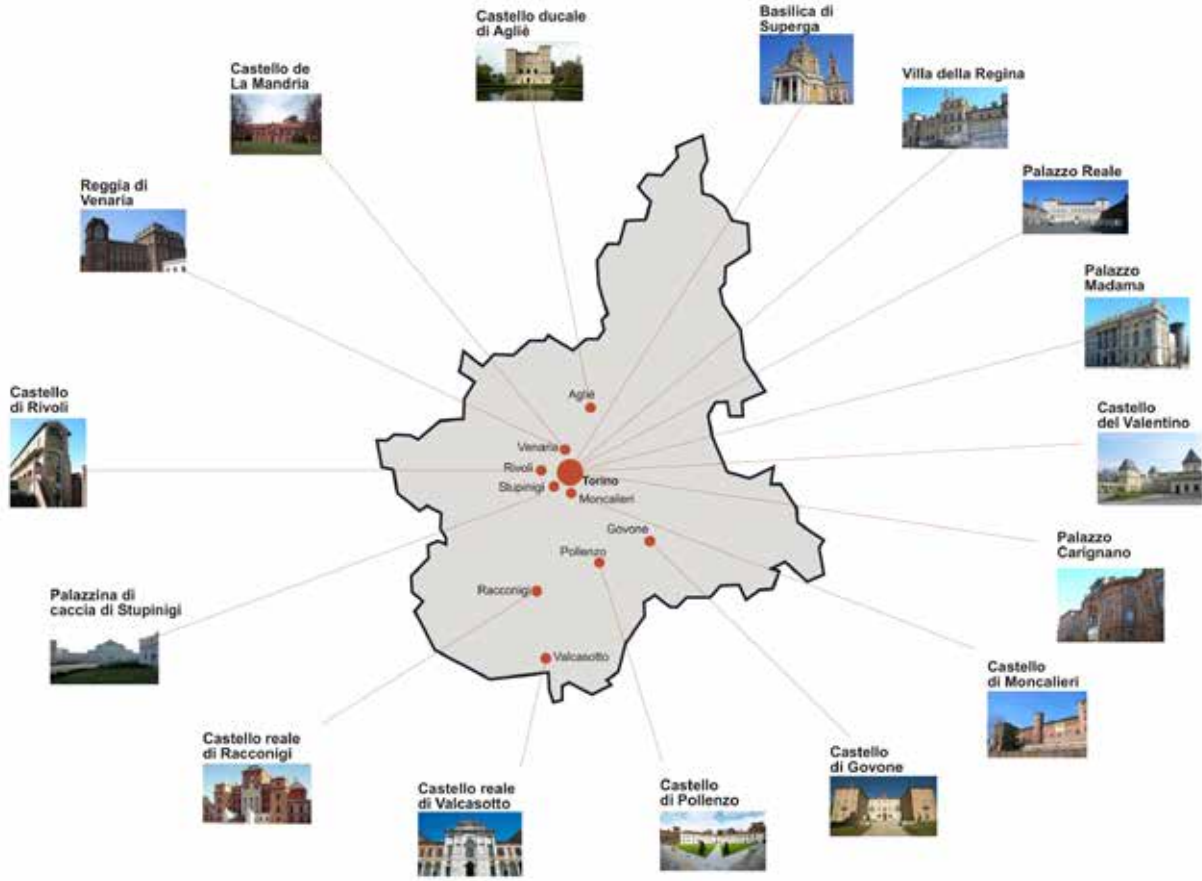 Castello ducale
di Agliè
Basilica di
Superga
Castello de
La Mandria
Villa della Regina
Reggia di
Venaria
Palazzo Reale
Palazzo
Madama
Castello
di Rivoli
Castello
del Valentino
Agliè
Venaria
Rivoli
Torino
Stupinigi
Moncalieri
Govone
Pollenzo
Racconigi
Valcasotto
Palazzo
Carignano
Palazzina di
caccia di Stupinigi
Castello
di Moncalieri
Castello reale
di Racconigi
Castello
di Govone
Castello reale
di Valcasotto
Castello
di Pollenzo